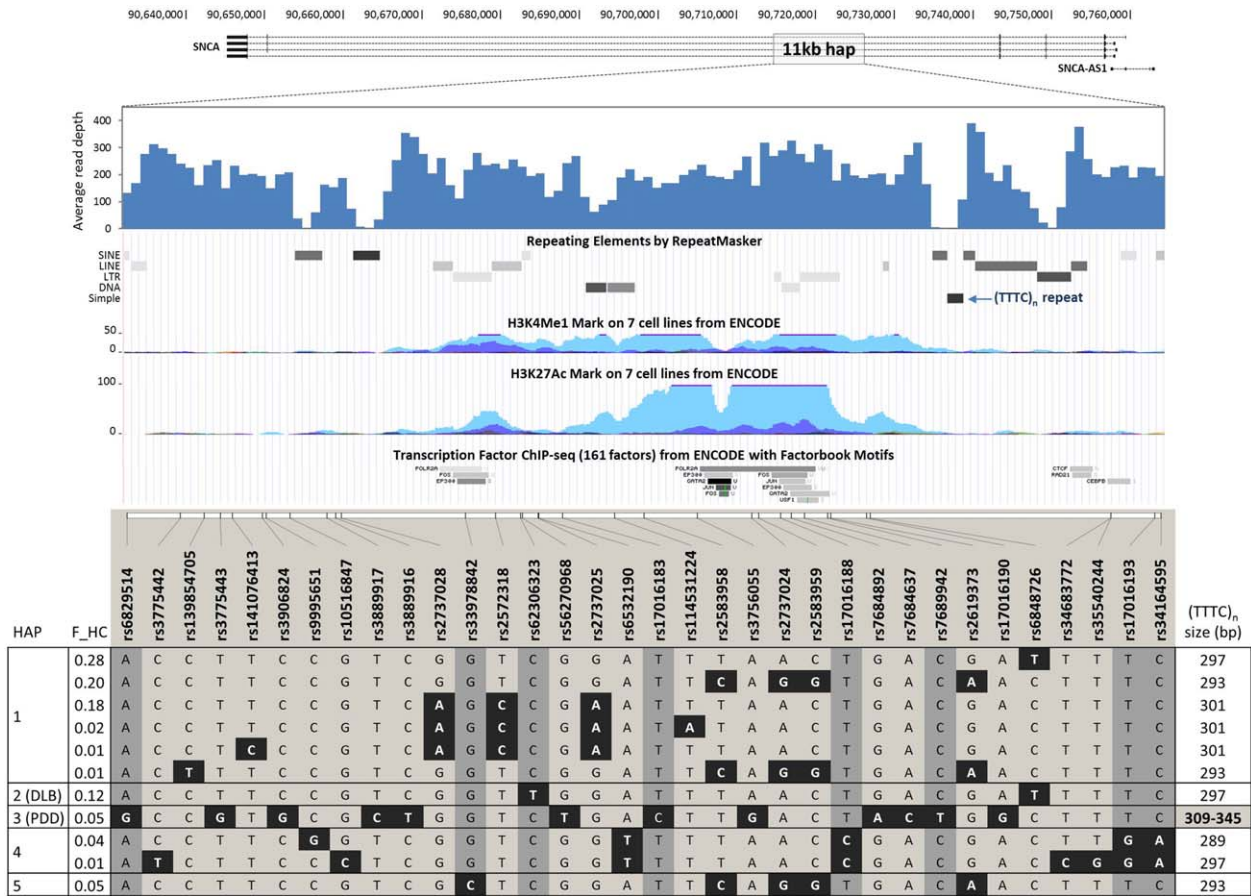 90,640,000 90,650,000 90,660,000 90,670,000 90,680,000 90,690,000 90,700,000 90,710,000 90,720,000 90,730,000 90,740,000 90,750,000 90,760,000
SNCA
11kb hap
SNCA-AS1
Average read depth
400
300
200
100
0
Repeating Elements by RepeatMasker
SINE
LINE
LTR
DNA
Simple
(TTTC)n repeat
H3K4Me1 Mark on 7 cell lines from ENCODE
50
0
H3K27Ac Mark on 7 cell lines from ENCODE
100
0
Transcription Factor ChIP-seq (161 factors) from ENCODE with Factorbook Motifs
POLR2A POLR2A CTCF
FOS EP300 FOS RAD21
EP300 GATA2 JUN CEBPB
JUN EP300
FOS GATA2
USF1
HAP F_HC rs6829514 rs3775442 rs139854705 rs3775443 rs141076413 rs3906824 rs9995651 rs10516847 rs3889917 rs3889916 rs2737028 rs33978842 rs2572318 rs62306323 rs56270968 rs2737025 rs6532190 rs17016183 rs114531224 rs2583958 rs3756055 rs2737024 rs2583959 rs17016188 rs76848892 rs76846637 rs76899442 rs2619373 rs17016190 rs6848726 rs34683772 rs35540244 rs17016193 rs34164595 (TTTC)n size (bp)
1 0.28 A C C T T C C G T C G G T C G G A T T T A A C T G A C G A T T T T C 297
0.20 A C C T T C C G T C G G T C G G A T T C A G G T G A C A A C T T T C 293
0.18 A C C T T C C G T C A G C C G A A T T T A A C T G A C G A C T T T C 301
0.02 A C C T T C C G T C A G C C G A A T A T A A C T G A C G A C T T T C 301
0.01 A C C T C C C G T C A G C C G A A T T T A A C T G A C G A C T T T C 301
0.01 A C T T T C C G T C G G T C G G A T T C A G G T G A C A A C T T T C 293
2 (DLB) 0.12 A C C T T C C G T C G G T T G G A T T T A A C T G A C G A T T T T C 297
3 (PDD) 0.05 G C C G T G C G C T G G T C T G A C T T G A C T A C T G G C T T T C 309-345
4 0.04 A C C T T C G G T C G G T C G G T T T T A A C C G A C G A C T T G A 289
0.01 A T C T T C C C T C G G T C G G T T T T A A C C G A C G A C C G G A 297
5 0.05 A C C T T C C G T C G C T C G G A T T C A G G T G A C A A C T T T C 293